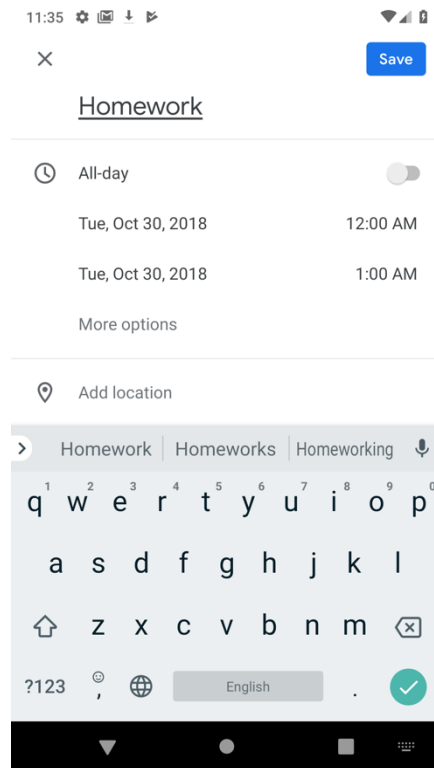 11:35
Save
Homework
All-day
Tue, Oct 30, 2018 12:00 AM
Tue, Oct 30, 2018 1:00 AM
More options
Add location
Homework Homeworks Homeworking
1 2 3 4 5 6 7 8 9 0
q w e r t y u i o p
a s d f g h j k l
z x c v b n m
?123 , English .